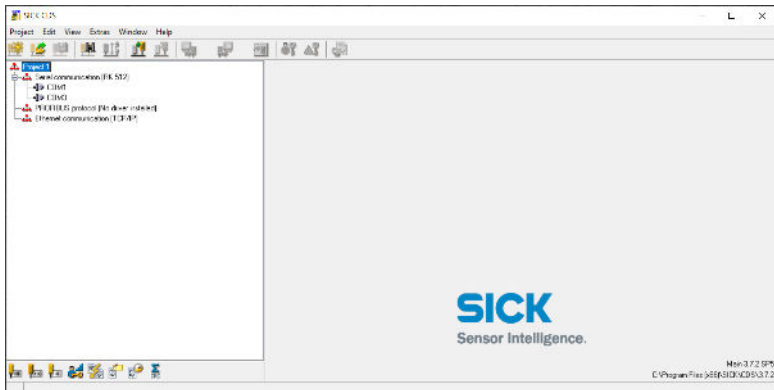 SICK CDS
Project Edit View Extras Window Help
Project 1
Serial communication (RK 512)
COM1
COM3
PROFIBUS protocol [No driver installed]
Ethernet communication (TCP/IP)
SICK
Sensor Intelligence.
Main 3.7.2 SP5
C:\Program Files (x86)\SICK\CDS\3.7.2